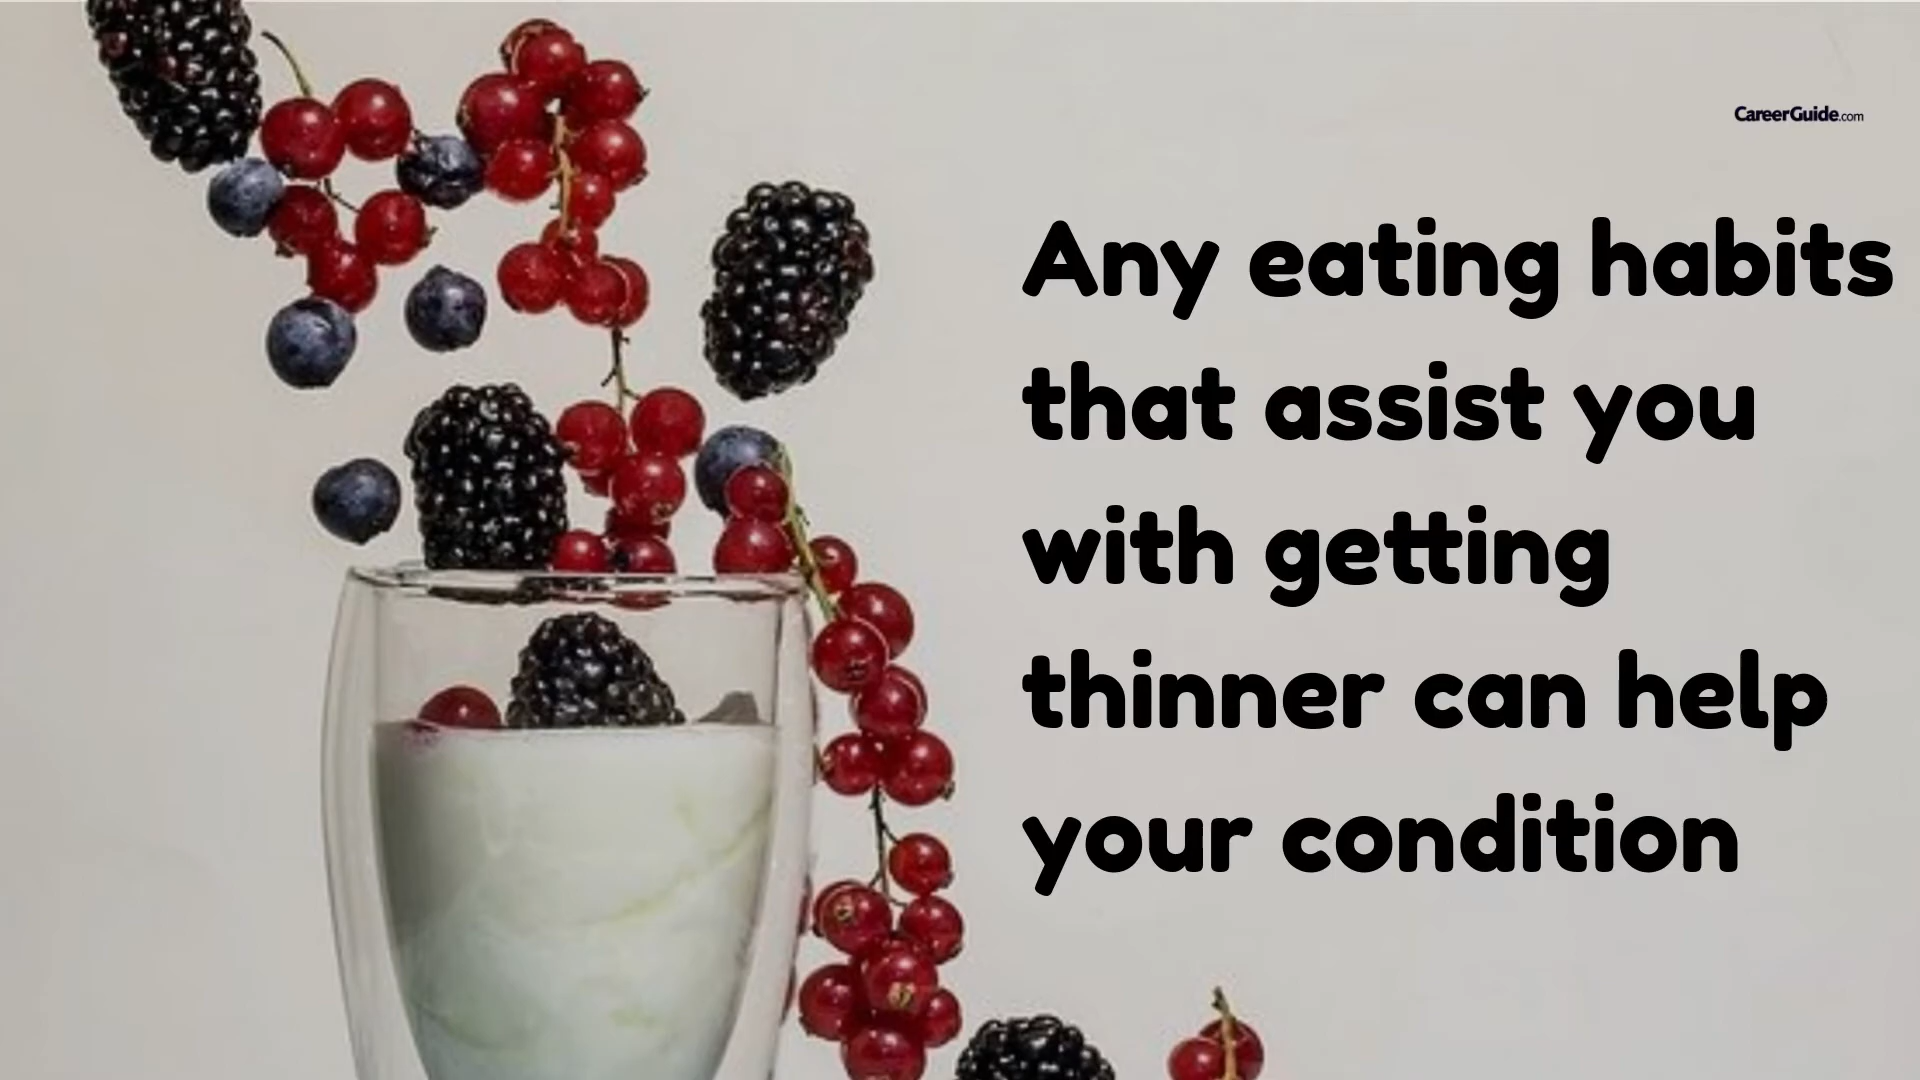 CareerGuide.com
Any eating habits
that assist you
with getting
thinner can help
your condition